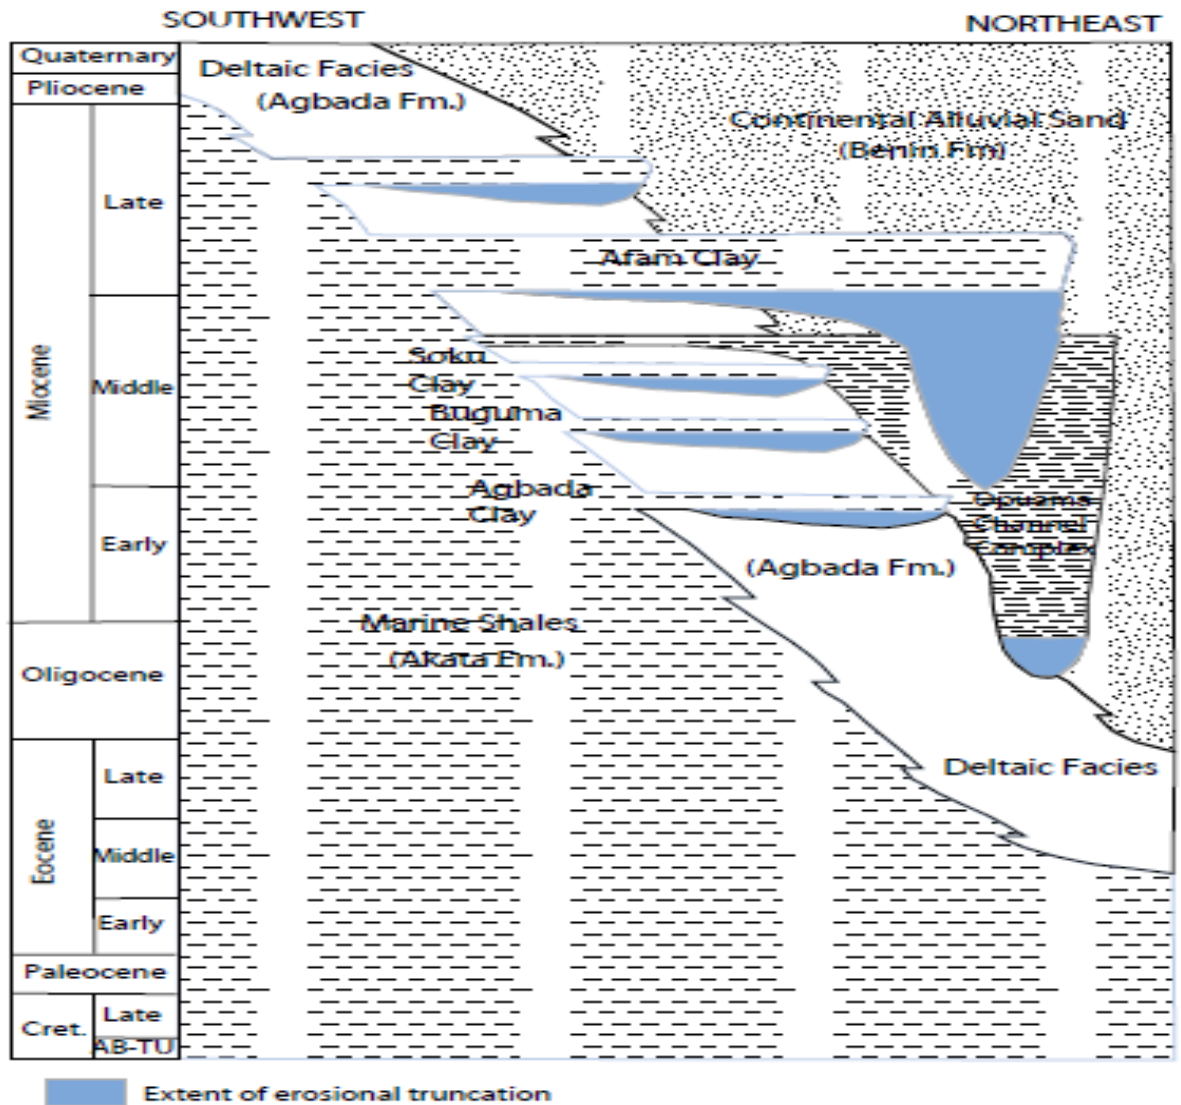 SOUTHWEST
NORTHEAST
Quaternary
Pliocene
Miocene
Late
Middle
Early
Oligocene
Eocene
Late
Middle
Early
Paleocene
Cret.
Late
AB-TU
Deltaic Facies
(Agbada Fm.)
Continental Alluvial Sand
(Benin Fm)
Afam Clay
Soku
Clay
Buguma
Clay
Agbada
Clay
Opuama
Channel
Complex
(Agbada Fm.)
Marine Shales
(Akata Fm.)
Deltaic Facies
Extent of erosional truncation